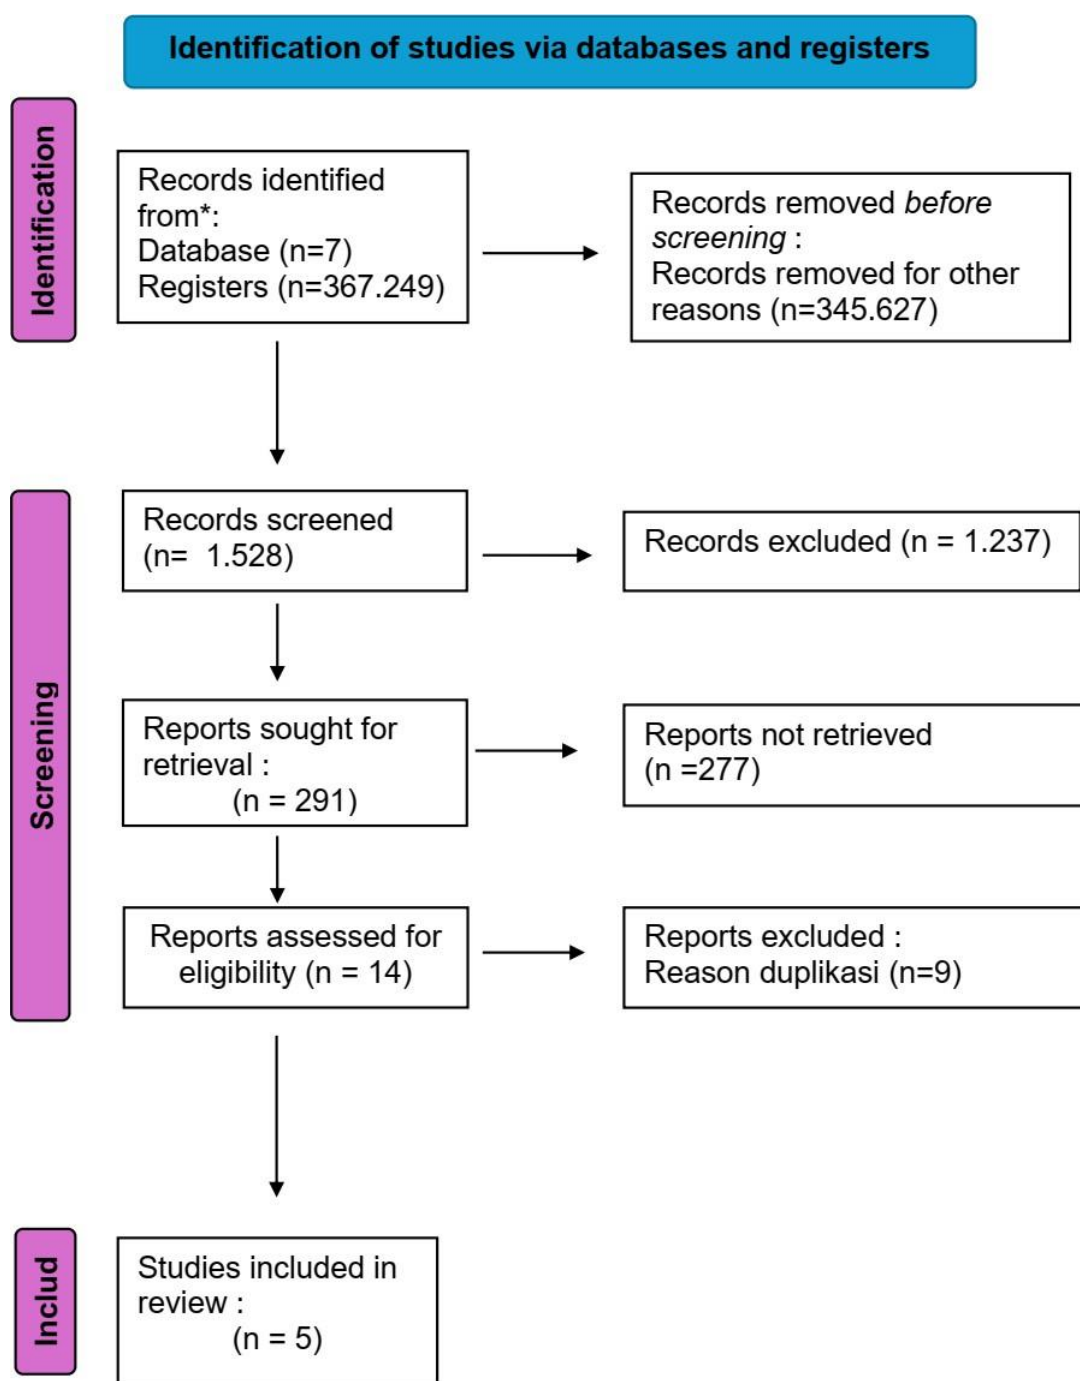 Identification of studies via databases and registers
Identification
Records identified
from*:
Database (n=7)
Registers (n=367.249)
Records removed before
screening :
Records removed for other
reasons (n=345.627)
Screening
Records screened
(n=  1.528)
Records excluded (n = 1.237)
Reports sought for
retrieval :
(n = 291)
Reports not retrieved
(n =277)
Reports assessed for
eligibility (n = 14)
Reports excluded :
Reason duplikasi (n=9)
Includ
Studies included in
review :
(n = 5)